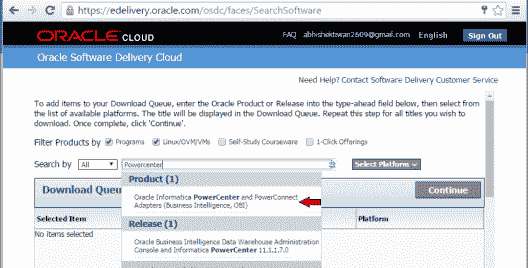 https://edelivery.oracle.com/osdc/faces/SearchSoftware
ORACLE CLOUD FAQ abhishektwan2609@gmail.com English Sign Out
Oracle Software Delivery Cloud
Need Help? Contact Software Delivery Customer Service
To add items to your Download Queue, enter the Oracle Product or Release into the type-ahead field below, then select from
the list of available platforms. The title will be displayed in the Download Queue. Repeat this step for all titles you wish to
download. Once complete, click 'Continue'.
Filter Products by Programs Linux/OVM/VMs Self-Study Courseware 1-Click Offerings
Search by All Powercenter Select Platform
Product (1)
Download Queu Continue
Oracle Informatica PowerCenter and PowerConnect
Adapters (Business Intelligence, OBI)
Selected Item Platform
Release (1)
No items selected
Oracle Business Intelligence Data Warehouse Administration
Console and Informatica PowerCenter 11.1.1.7.0